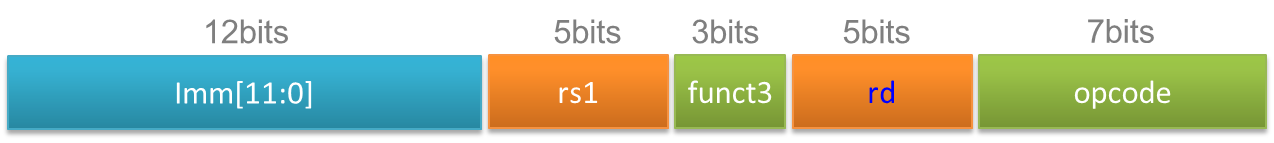 12bits 5bits 3bits 5bits 7bits
Imm[11:0] rs1 funct3 rd opcode